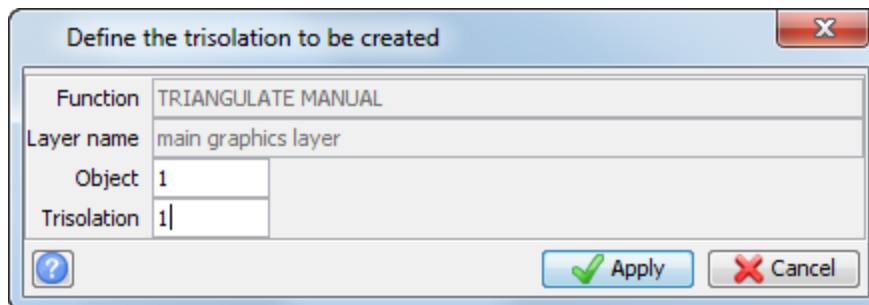 Define the trisolation to be created
Function TRIANGULATE MANUAL
Layer name main graphics layer
Object 1
Trisolation 1
? Apply Cancel